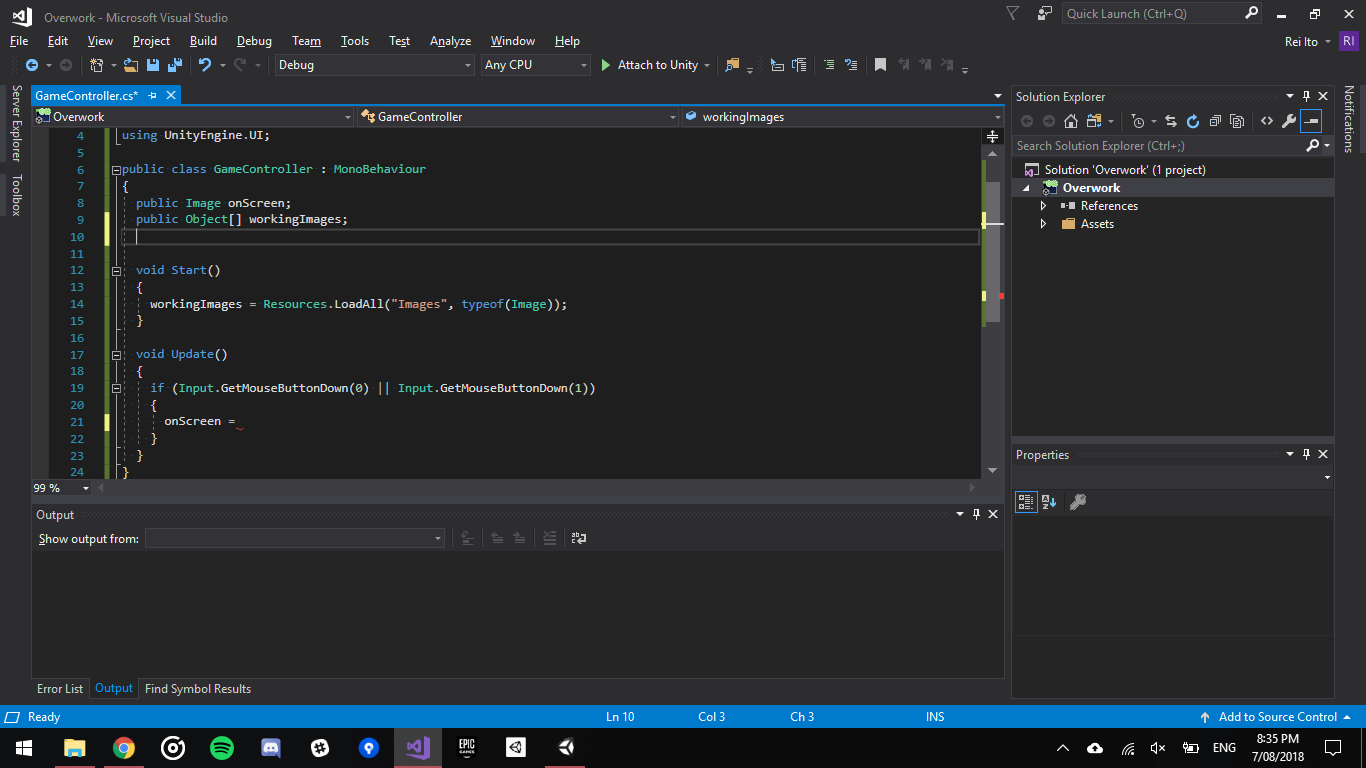 Overwork - Microsoft Visual Studio
Quick Launch (Ctrl+Q)
File Edit View Project Build Debug Team Tools Test Analyze Window Help
Rei Ito RI
Debug Any CPU Attach to Unity
Server Explorer
Toolbox
GameController.cs*
Overwork GameController workingImages
4 using UnityEngine.UI;
5
6 public class GameController : MonoBehaviour
7 {
8 public Image onScreen;
9 public Object[] workingImages;
10
11
12 void Start()
13 {
14 workingImages = Resources.LoadAll("Images", typeof(Image));
15 }
16
17 void Update()
18 {
19 if (Input.GetMouseButtonDown(0) || Input.GetMouseButtonDown(1))
20 {
21 onScreen =
22 }
23 }
24 }
99 %
Output
Show output from:
Error List Output Find Symbol Results
Solution Explorer
Search Solution Explorer (Ctrl+;)
Solution 'Overwork' (1 project)
Overwork
References
Assets
Properties
Notifications
Ready Ln 10 Col 3 Ch 3 INS Add to Source Control
EPIC GAMES
ENG
8:35 PM
7/08/2018